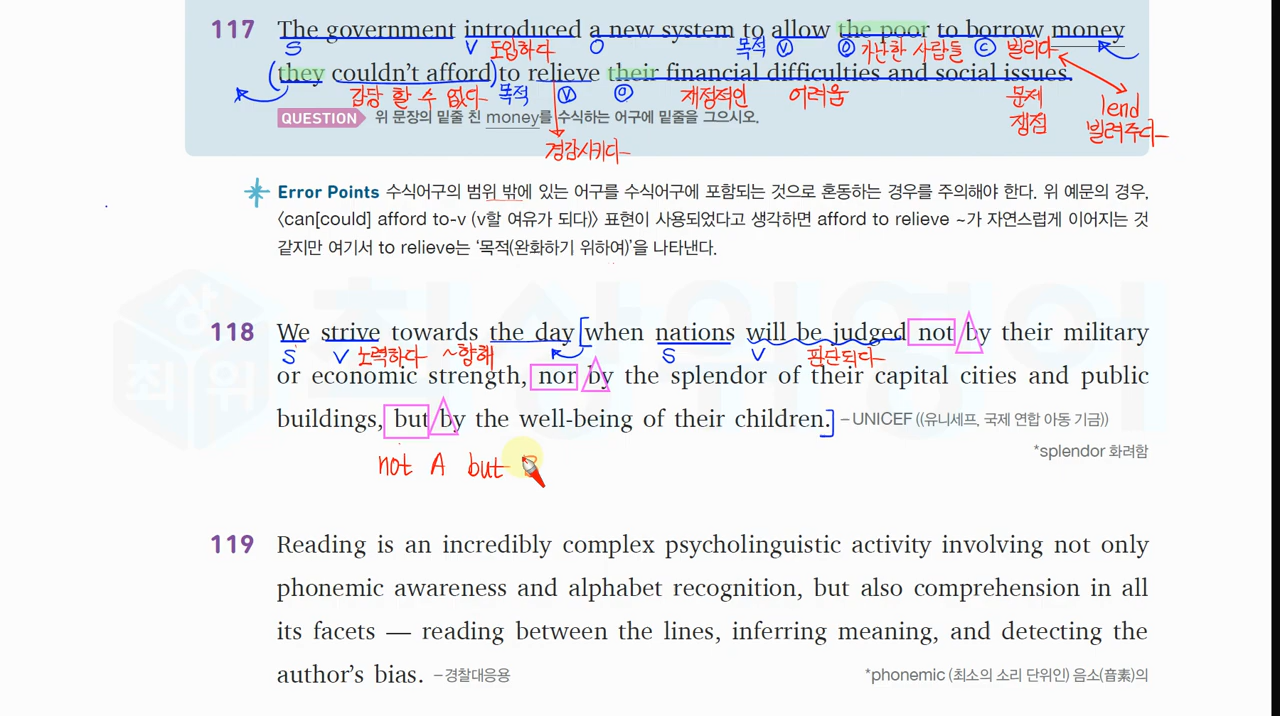 117 The government introduced a new system to allow the poor to borrow money
S V 도입하다 O 목적 V O 가난한 사람들 C 빌리다
they couldn't afford) to relieve their financial difficulties and social issues.
감당 할 수 없다 목적 V O 재정적인 어려움 문제 쟁점 lend 빌려주다
QUESTION 위 문장의 밑줄 친 money를 수식하는 어구에 밑줄을 그으시오.
경감시키다
Error Points 수식어구의 범위 밖에 있는 어구를 수식어구에 포함되는 것으로 혼동하는 경우를 주의해야 한다. 위 예문의 경우,
〈can[could] afford to-v (v할 여유가 되다)〉 표현이 사용되었다고 생각하면 afford to relieve ~가 자연스럽게 이어지는 것
같지만 여기서 to relieve는 '목적(완화하기 위하여)'을 나타낸다.
118 We strive towards the day [when nations will be judged not by their military
S V 노력하다 ~향해 S V 판단되다
or economic strength, nor by the splendor of their capital cities and public
buildings, but by the well-being of their children.] – UNICEF ((유니세프, 국제 연합 아동 기금))
*splendor 화려함
not A but B
119 Reading is an incredibly complex psycholinguistic activity involving not only
phonemic awareness and alphabet recognition, but also comprehension in all
its facets — reading between the lines, inferring meaning, and detecting the
author's bias. – 경찰대응용
*phonemic (최소의 소리 단위인) 음소(音素)의
최상위영어
상 최 위